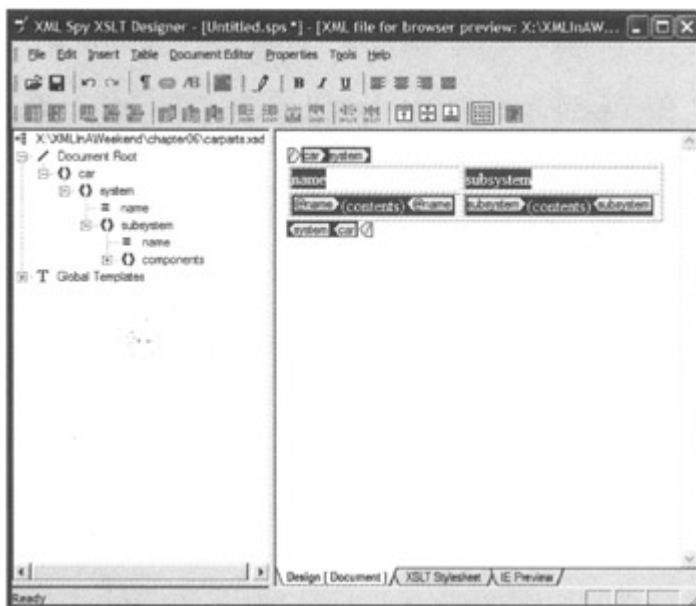 XML Spy XSLT Designer - [Untitled.sps *] - [XML file for browser preview: X:\XMLInAW...
File Edit Insert Table Document Editor Properties Tools Help
B I U
X:\XMLInAWeekend\chapter06\carparts.xsd
Document Root
{} car
{} system
= name
{} subsystem
= name
{} components
T Global Templates
car system
name subsystem
@name (contents) @name subsystem (contents) subsystem
system car
Design [ Document ] XSLT Stylesheet IE Preview
Ready